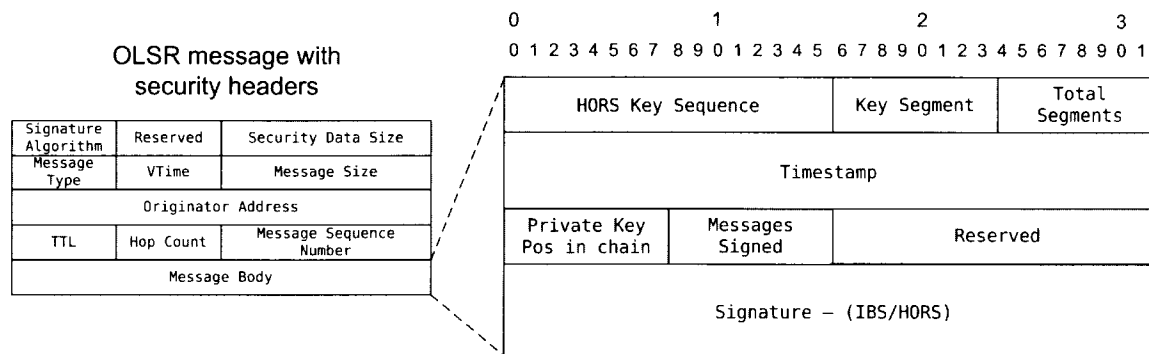 OLSR message with
security headers
Signature
Algorithm
Reserved
Security Data Size
Message
Type
VTime
Message Size
Originator Address
TTL
Hop Count
Message Sequence
Number
Message Body
0 1 2 3
0 1 2 3 4 5 6 7 8 9 0 1 2 3 4 5 6 7 8 9 0 1 2 3 4 5 6 7 8 9 0 1
HORS Key Sequence
Key Segment
Total
Segments
Timestamp
Private Key
Pos in chain
Messages
Signed
Reserved
Signature – (IBS/HORS)